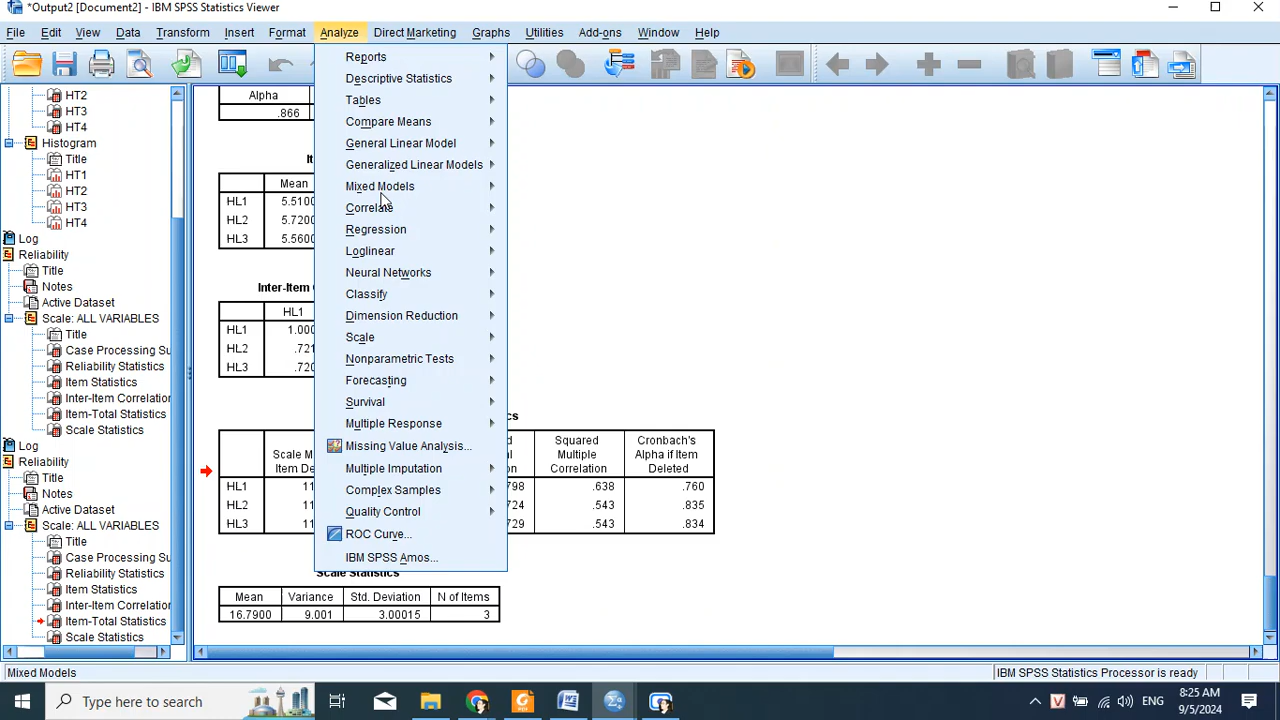 *Output2 [Document2] - IBM SPSS Statistics Viewer
File Edit View Data Transform Insert Format Analyze Direct Marketing Graphs Utilities Add-ons Window Help
HT2
HT3
HT4
Histogram
Title
HT1
HT2
HT3
HT4
Log
Reliability
Title
Notes
Active Dataset
Scale: ALL VARIABLES
Title
Case Processing Su
Reliability Statistics
Item Statistics
Inter-Item Correlation
Item-Total Statistics
Scale Statistics
Log
Reliability
Title
Notes
Active Dataset
Scale: ALL VARIABLES
Title
Case Processing Su
Reliability Statistics
Item Statistics
Inter-Item Correlation
Item-Total Statistics
Scale Statistics
Reports
Descriptive Statistics
Tables
Compare Means
General Linear Model
Generalized Linear Models
Mixed Models
Correlate
Regression
Loglinear
Neural Networks
Classify
Dimension Reduction
Scale
Nonparametric Tests
Forecasting
Survival
Multiple Response
Missing Value Analysis...
Multiple Imputation
Complex Samples
Quality Control
ROC Curve...
IBM SPSS Amos...
Alpha
.866
Mean
HL1 5.5100
HL2 5.7200
HL3 5.5600
Inter-Item
HL1
HL1 1.000
HL2 .721
HL3 .720
Squared Multiple Correlation Cronbach's Alpha if Item Deleted
HL1 11 798 .638 .760
HL2 11 724 .543 .835
HL3 11 729 .543 .834
Scale Statistics
Mean Variance Std. Deviation N of Items
16.7900 9.001 3.00015 3
Mixed Models
IBM SPSS Statistics Processor is ready
Type here to search
ENG
8:25 AM
9/5/2024